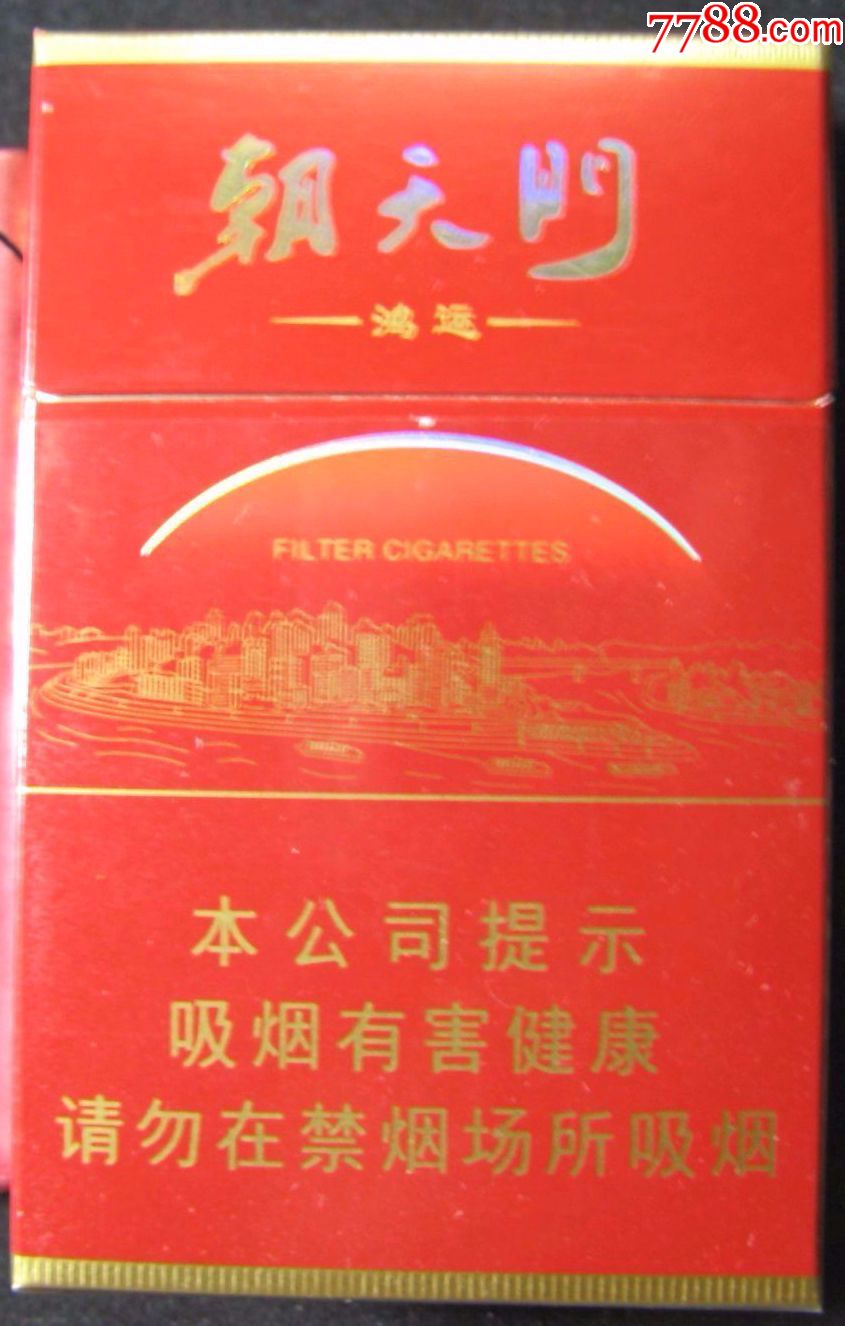 7788.com
朝天門
鸿运
FILTER CIGARETTES
本公司提示
吸烟有害健康
请勿在禁烟场所吸烟